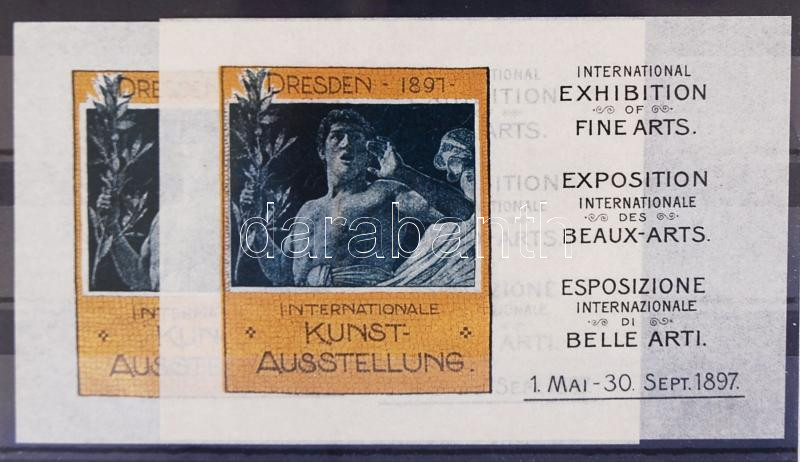 DRESDEN - 1897-
INTERNATIONALE
KUNST-
AUSSTELLUNG.
INTERNATIONAL
EXHIBITION
OF
FINE ARTS.
EXPOSITION
INTERNATIONALE
DES
BEAUX-ARTS.
ESPOSIZIONE
INTERNAZIONALE
DI
BELLE ARTI.
1. MAI - 30. SEPT. 1897.
darabanth